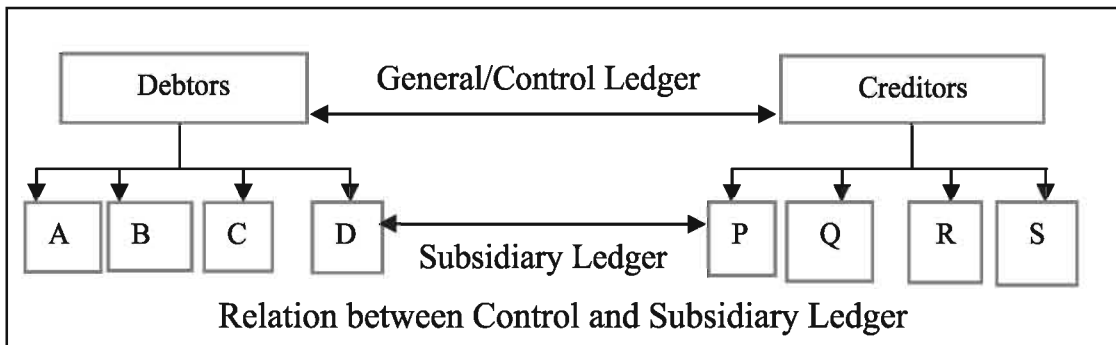 Debtors
General/Control Ledger
Creditors
A B C D P Q R S
Subsidiary Ledger
Relation between Control and Subsidiary Ledger